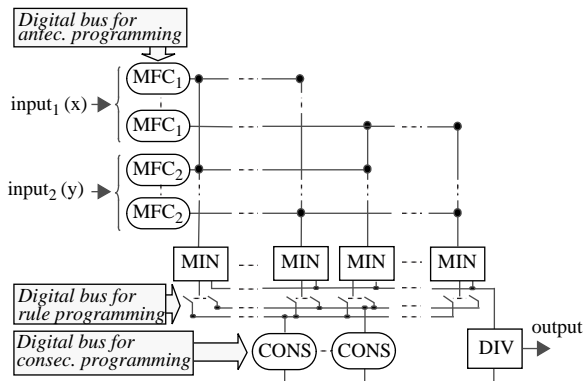 Digital bus for
antec. programming
MFC1
input1 (x)
MFC1
MFC2
input2 (y)
MFC2
MIN MIN MIN MIN
Digital bus for
rule programming
output
Digital bus for
consec. programming
CONS CONS DIV